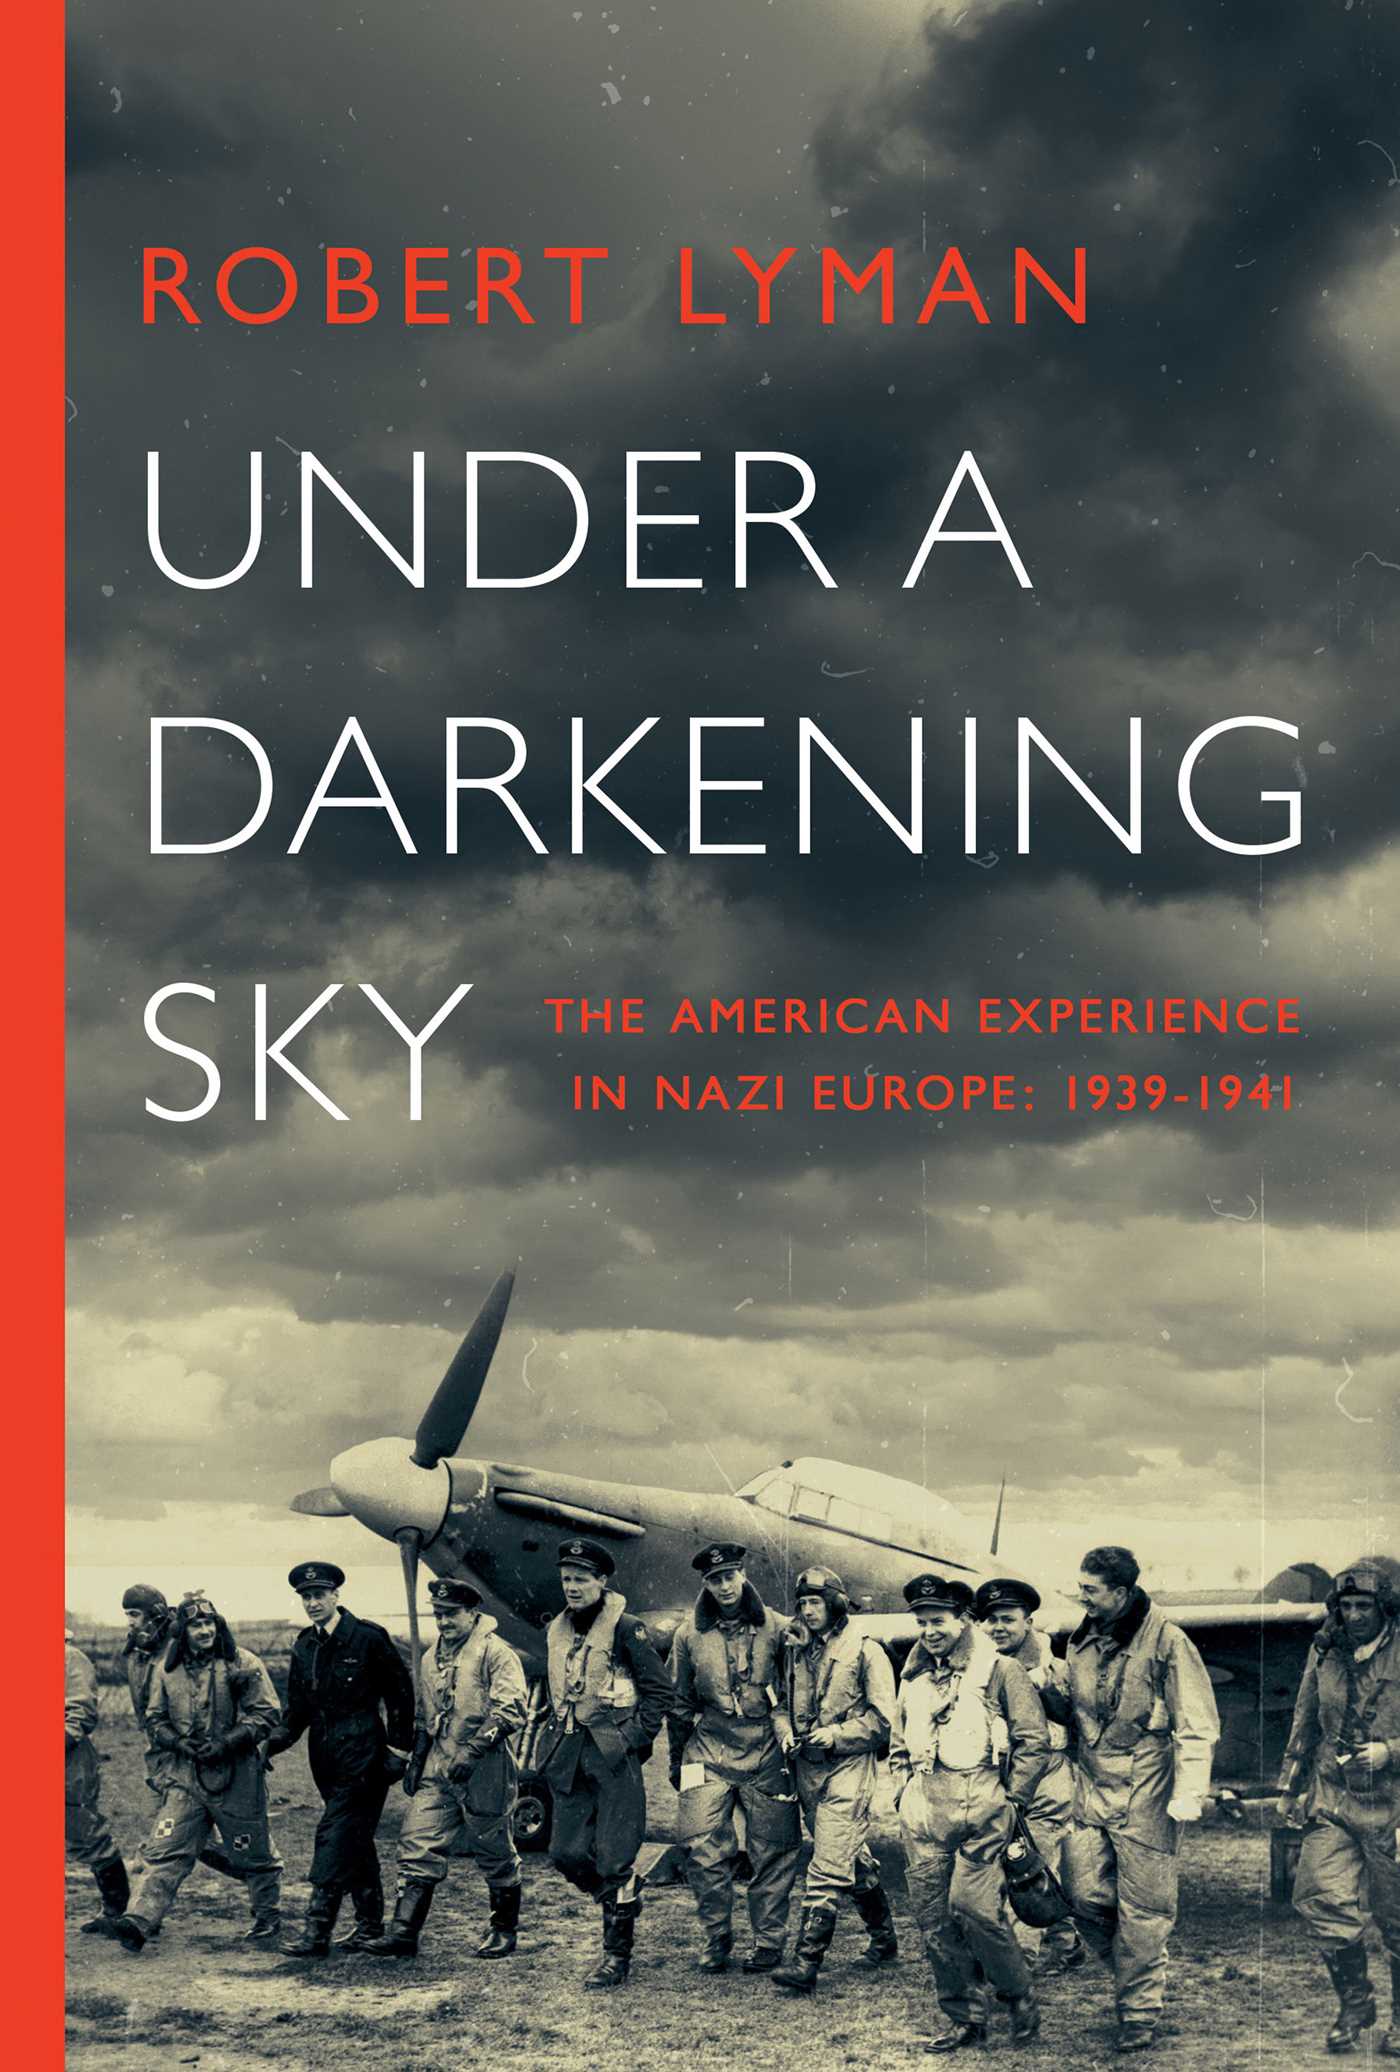 ROBERT LYMAN
UNDER A
DARKENING
SKY
THE AMERICAN EXPERIENCE
IN NAZI EUROPE: 1939-1941